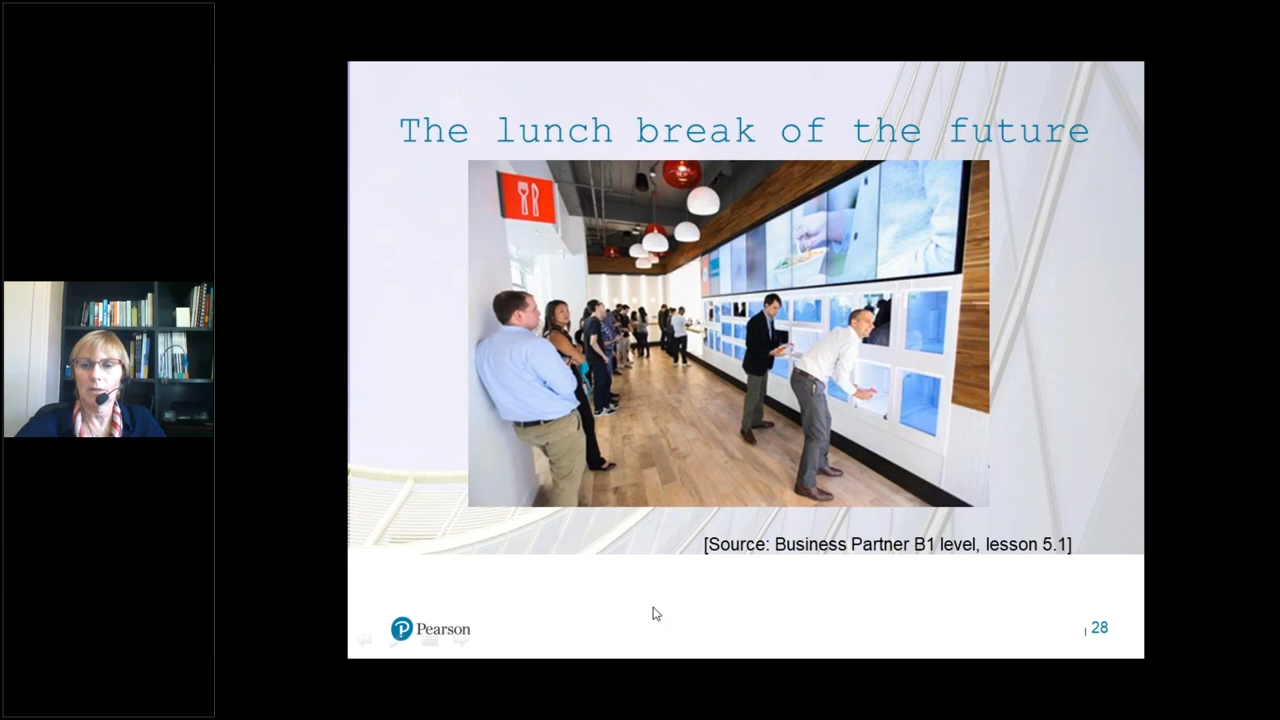 The lunch break of the future
[Source: Business Partner B1 level, lesson 5.1]
Pearson
| 28